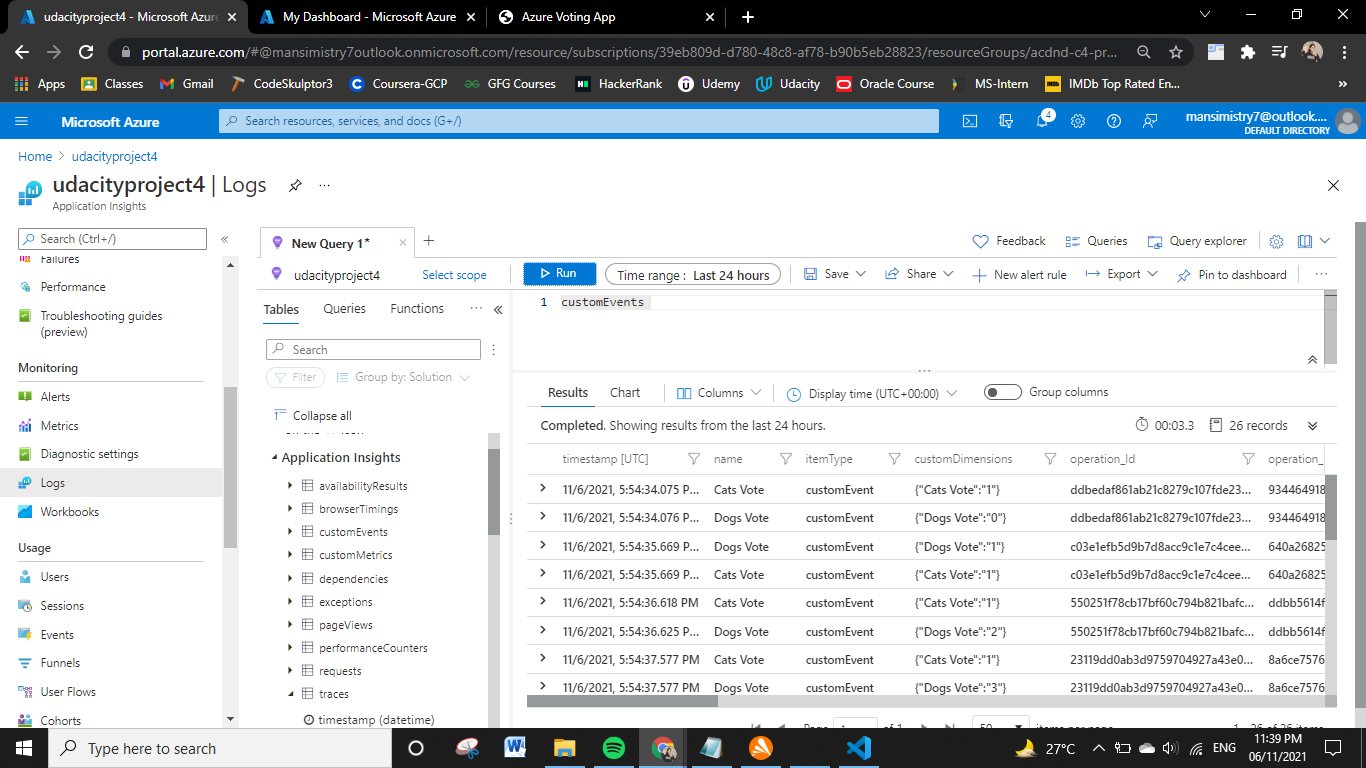 udacityproject4 - Microsoft Azure
My Dashboard - Microsoft Azure
Azure Voting App
portal.azure.com/#@mansimistry7outlook.onmicrosoft.com/resource/subscriptions/39eb809d-d780-48c8-af78-b90b5eb28823/resourceGroups/acdnd-c4-pr...
Apps Classes Gmail CodeSkulptor3 Coursera-GCP GFG Courses HackerRank Udemy Udacity Oracle Course MS-Intern IMDb Top Rated En... »
Microsoft Azure
Search resources, services, and docs (G+/)
4
mansimistry7@outlook....
DEFAULT DIRECTORY
Home > udacityproject4
udacityproject4 | Logs
Application Insights
Search (Ctrl+/)
«
Failures
Performance
Troubleshooting guides
(preview)
Monitoring
Alerts
Metrics
Diagnostic settings
Logs
Workbooks
Usage
Users
Sessions
Events
Funnels
User Flows
Cohorts
New Query 1*
Feedback Queries Query explorer
udacityproject4 Select scope
Run Time range : Last 24 hours Save Share New alert rule Export Pin to dashboard
Tables Queries Functions ... «
Search
Filter Group by: Solution
Collapse all
Application Insights
availabilityResults
browserTimings
customEvents
customMetrics
dependencies
exceptions
pageViews
performanceCounters
requests
traces
timestamp (datetime)
1 customEvents
Results Chart Columns Display time (UTC+00:00) Group columns
Completed. Showing results from the last 24 hours. 00:03.3 26 records
timestamp [UTC] name itemType customDimensions operation_Id operation_
11/6/2021, 5:54:34.075 P... Cats Vote customEvent {"Cats Vote":"1"} ddbedaf861ab21c8279c107fde23... 934464918
11/6/2021, 5:54:34.076 P... Dogs Vote customEvent {"Dogs Vote":"0"} ddbedaf861ab21c8279c107fde23... 934464918
11/6/2021, 5:54:35.669 P... Dogs Vote customEvent {"Dogs Vote":"1"} c03e1efb5d9b7d8acc9c1e7c4cee... 640a26825
11/6/2021, 5:54:35.669 P... Cats Vote customEvent {"Cats Vote":"1"} c03e1efb5d9b7d8acc9c1e7c4cee... 640a26825
11/6/2021, 5:54:36.618 PM Cats Vote customEvent {"Cats Vote":"1"} 550251f78cb17bf60c794b821bafc... ddbb5614f
11/6/2021, 5:54:36.625 P... Dogs Vote customEvent {"Dogs Vote":"2"} 550251f78cb17bf60c794b821bafc... ddbb5614f
11/6/2021, 5:54:37.577 PM Cats Vote customEvent {"Cats Vote":"1"} 23119dd0ab3d9759704927a43e0... 8a6ce7576
11/6/2021, 5:54:37.577 PM Dogs Vote customEvent {"Dogs Vote":"3"} 23119dd0ab3d9759704927a43e0... 8a6ce7576
Page 1 of 1 50 items per page 1 - 26 of 26 items
Type here to search
27°C ENG
11:39 PM
06/11/2021